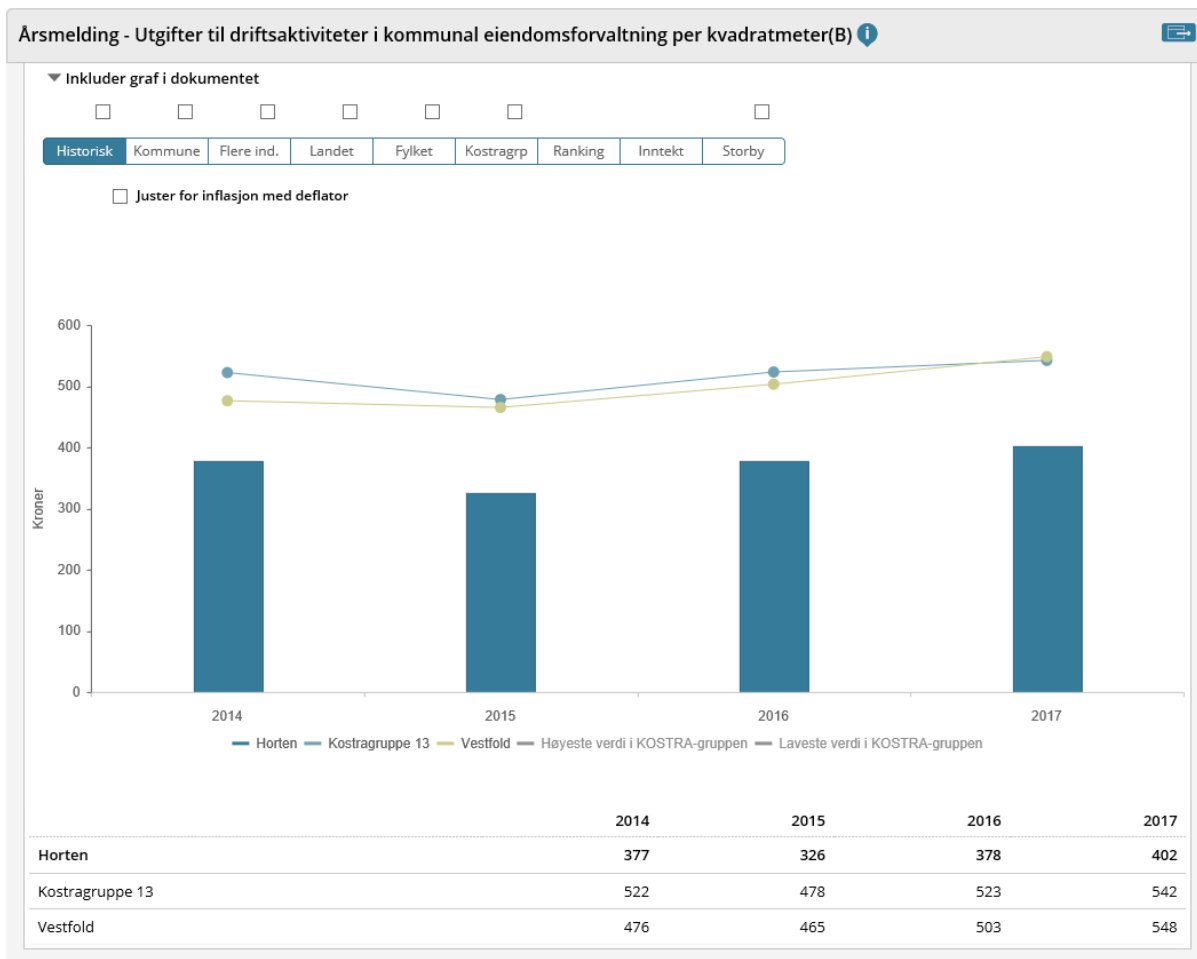 Årsmelding - Utgifter til driftsaktiviteter i kommunal eiendomsforvaltning per kvadratmeter(B) i
Inkluder graf i dokumentet
Historisk Kommune Flere ind. Landet Fylket Kostragrp Ranking Inntekt Storby
Juster for inflasjon med deflator
600
500
400
300
200
100
0
Kroner
2014 2015 2016 2017
Horten Kostragruppe 13 Vestfold Høyeste verdi i KOSTRA-gruppen Laveste verdi i KOSTRA-gruppen
2014 2015 2016 2017
Horten 377 326 378 402
Kostragruppe 13 522 478 523 542
Vestfold 476 465 503 548